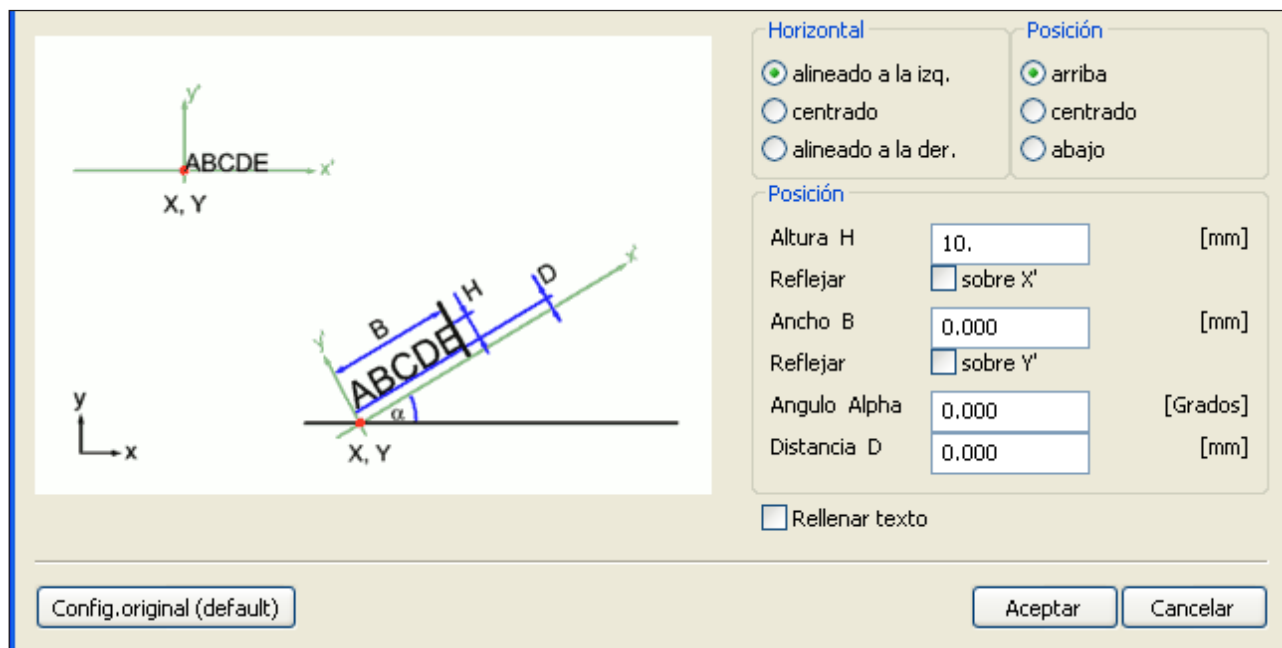 y'
ABCDE
x'
X, Y
x'
D
H
B
y'
ABCDE
α
X, Y
y
x
Horizontal
alineado a la izq.
centrado
alineado a la der.
Posición
arriba
centrado
abajo
Posición
Altura H 10. [mm]
Reflejar sobre X'
Ancho B 0.000 [mm]
Reflejar sobre Y'
Angulo Alpha 0.000 [Grados]
Distancia D 0.000 [mm]
Rellenar texto
Config.original (default) Aceptar Cancelar